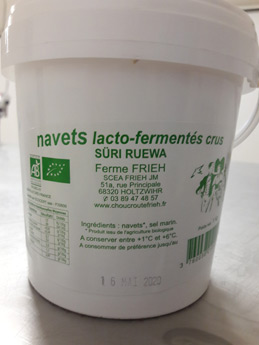 navets lacto-fermentés crus
SÜRI RUEWA
Ferme FRIEH
SCEA FRIEH JM
51a, rue Principale
68320 HOLTZWIHR
✆ 03 89 47 48 57
www.choucroutefrieh.fr
AB
Ingrédients : navets*, sel marin.
* Produit issu de l'agriculture biologique
A conserver entre +1°C et +6°C.
A consommer de préférence jusqu'au
16 MAI 2020